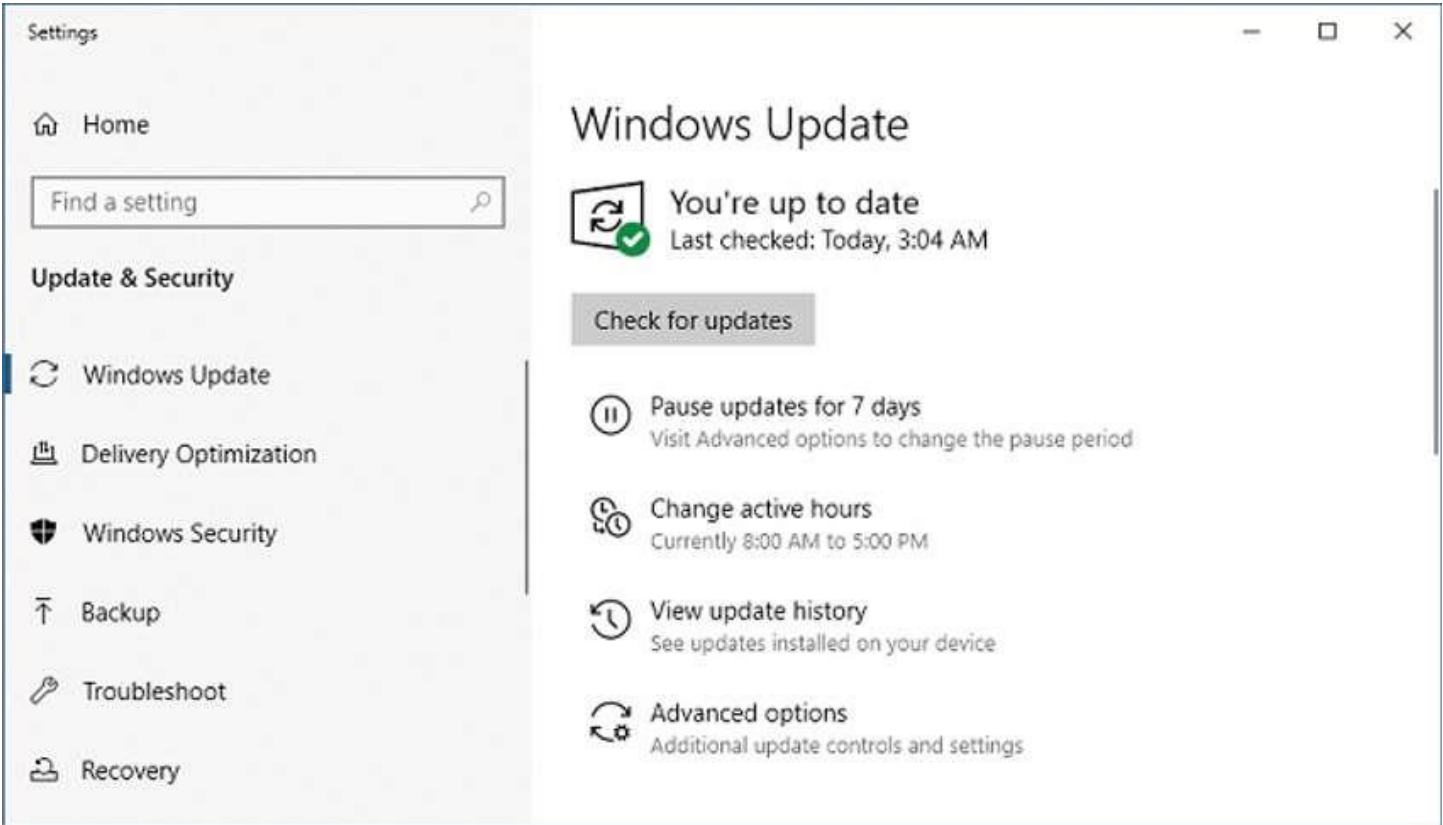 Settings
Home
Find a setting
Update & Security
Windows Update
Delivery Optimization
Windows Security
Backup
Troubleshoot
Recovery
Windows Update
You're up to date
Last checked: Today, 3:04 AM
Check for updates
Pause updates for 7 days
Visit Advanced options to change the pause period
Change active hours
Currently 8:00 AM to 5:00 PM
View update history
See updates installed on your device
Advanced options
Additional update controls and settings